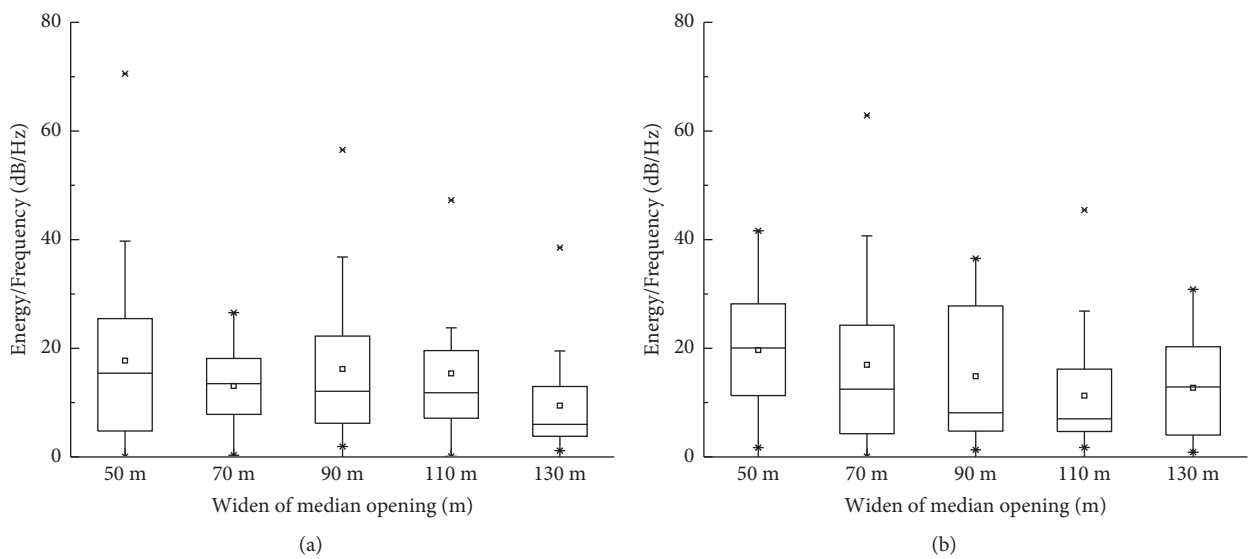 80
60
40
20
0
Energy/Frequency (dB/Hz)
50 m 70 m 90 m 110 m 130 m
Widen of median opening (m)
(a)
80
60
40
20
0
Energy/Frequency (dB/Hz)
50 m 70 m 90 m 110 m 130 m
Widen of median opening (m)
(b)